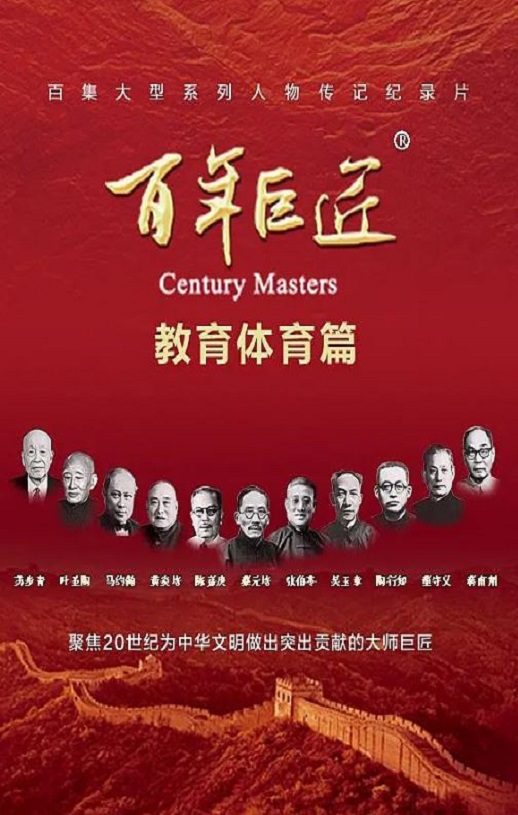 百集大型系列人物传记纪录片
百年巨匠®
Century Masters
教育体育篇
苏步青 叶圣陶 马约翰 黄炎培 陈嘉庚 蔡元培 张伯苓 吴玉章 陶行知 董守义 蒋南翔
聚焦20世纪为中华文明做出突出贡献的大师巨匠